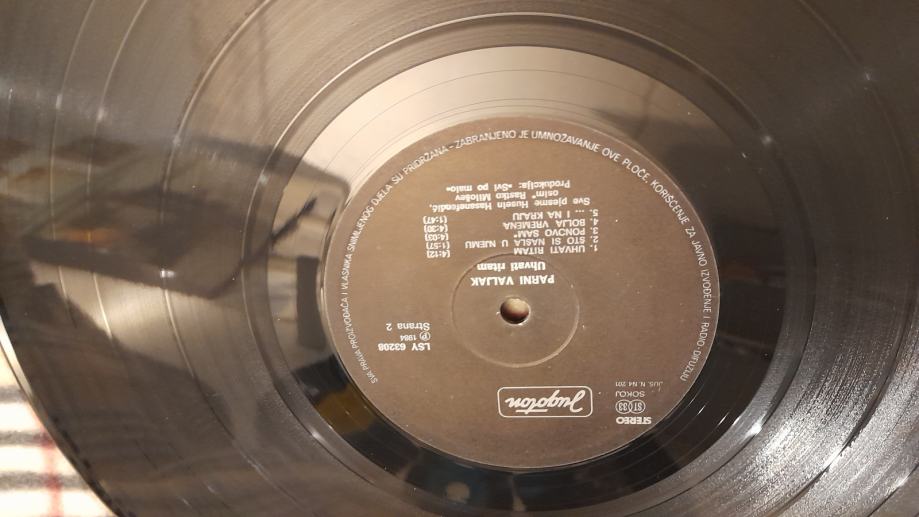 Jugoton
STEREO
ST 33
SOKOJ
JUS. N. N4 201
LSY 63208
Ⓟ 1984
Strana 2
PARNI VALJAK
Uhvati ritam
1. UHVATI RITAM (4:12)
2. ŠTO SI NAŠLA U NJEMU (1:57)
3. PONOVO SAM* (4:03)
4. BOLJA VREMENA (4:30)
5. ... I NA KRAJU (1:47)
Sve pjesme Husein Hasanefendić,
osim* Rastko Milošev
Produkcija: »Svi po malo«
SVA PRAVA PROIZVOĐAČA I VLASNIKA SNIMLJENOG DJELA SU PRIDRŽANA - ZABRANJENO JE UMNOŽAVANJE OVE PLOČE, KORIŠĆENJE ZA JAVNO IZVOĐENJE I RADIO-DIFUZIJU